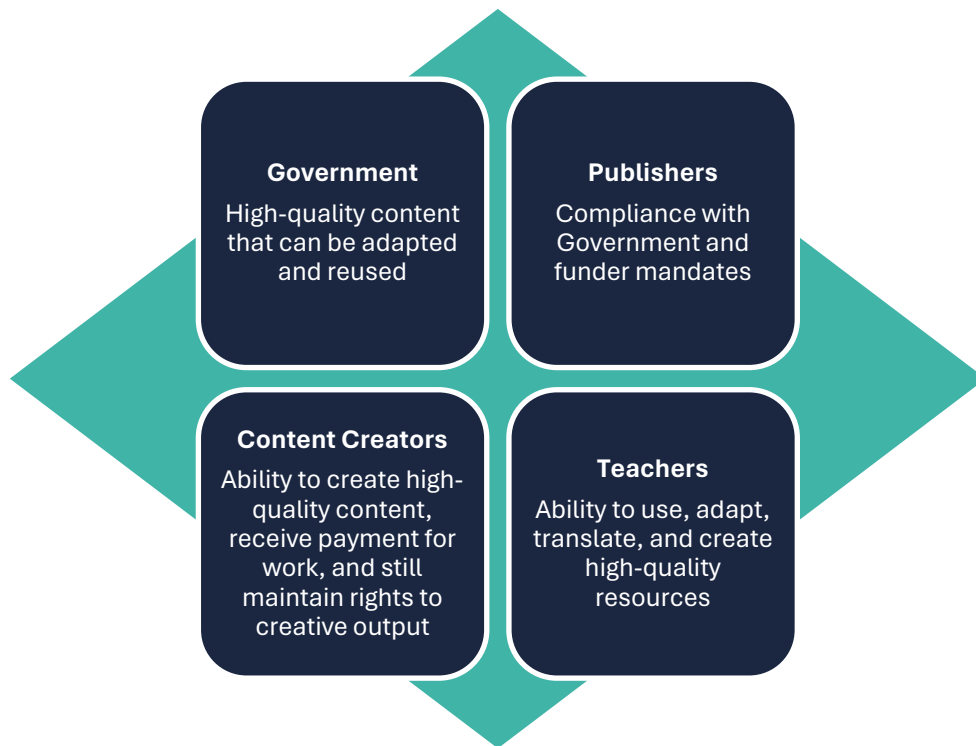 Government
High-quality content
that can be adapted
and reused
Publishers
Compliance with
Government and
funder mandates
Content Creators
Ability to create high-
quality content,
receive payment for
work, and still
maintain rights to
creative output
Teachers
Ability to use, adapt,
translate, and create
high-quality
resources